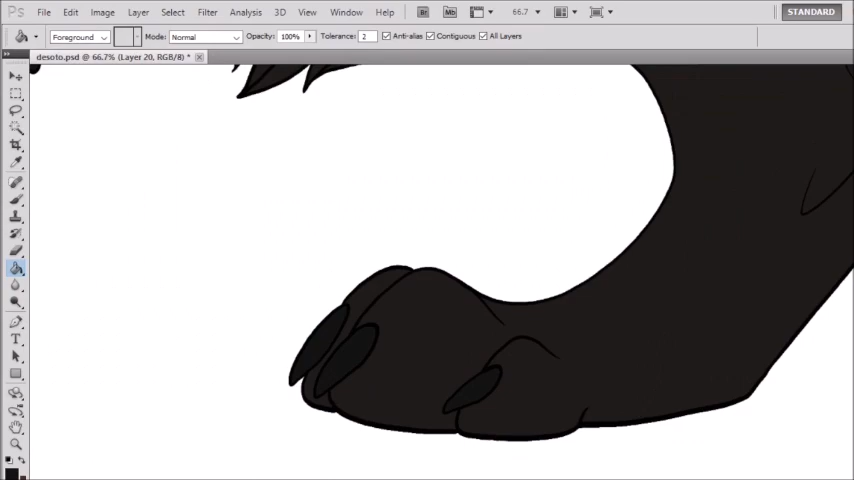 Ps File Edit Image Layer Select Filter Analysis 3D View Window Help Br Mb 66.7 STANDARD
Foreground Mode: Normal Opacity: 100% Tolerance: 2 Anti-alias Contiguous All Layers
desoto.psd @ 66.7% (Layer 20, RGB/8) *
T